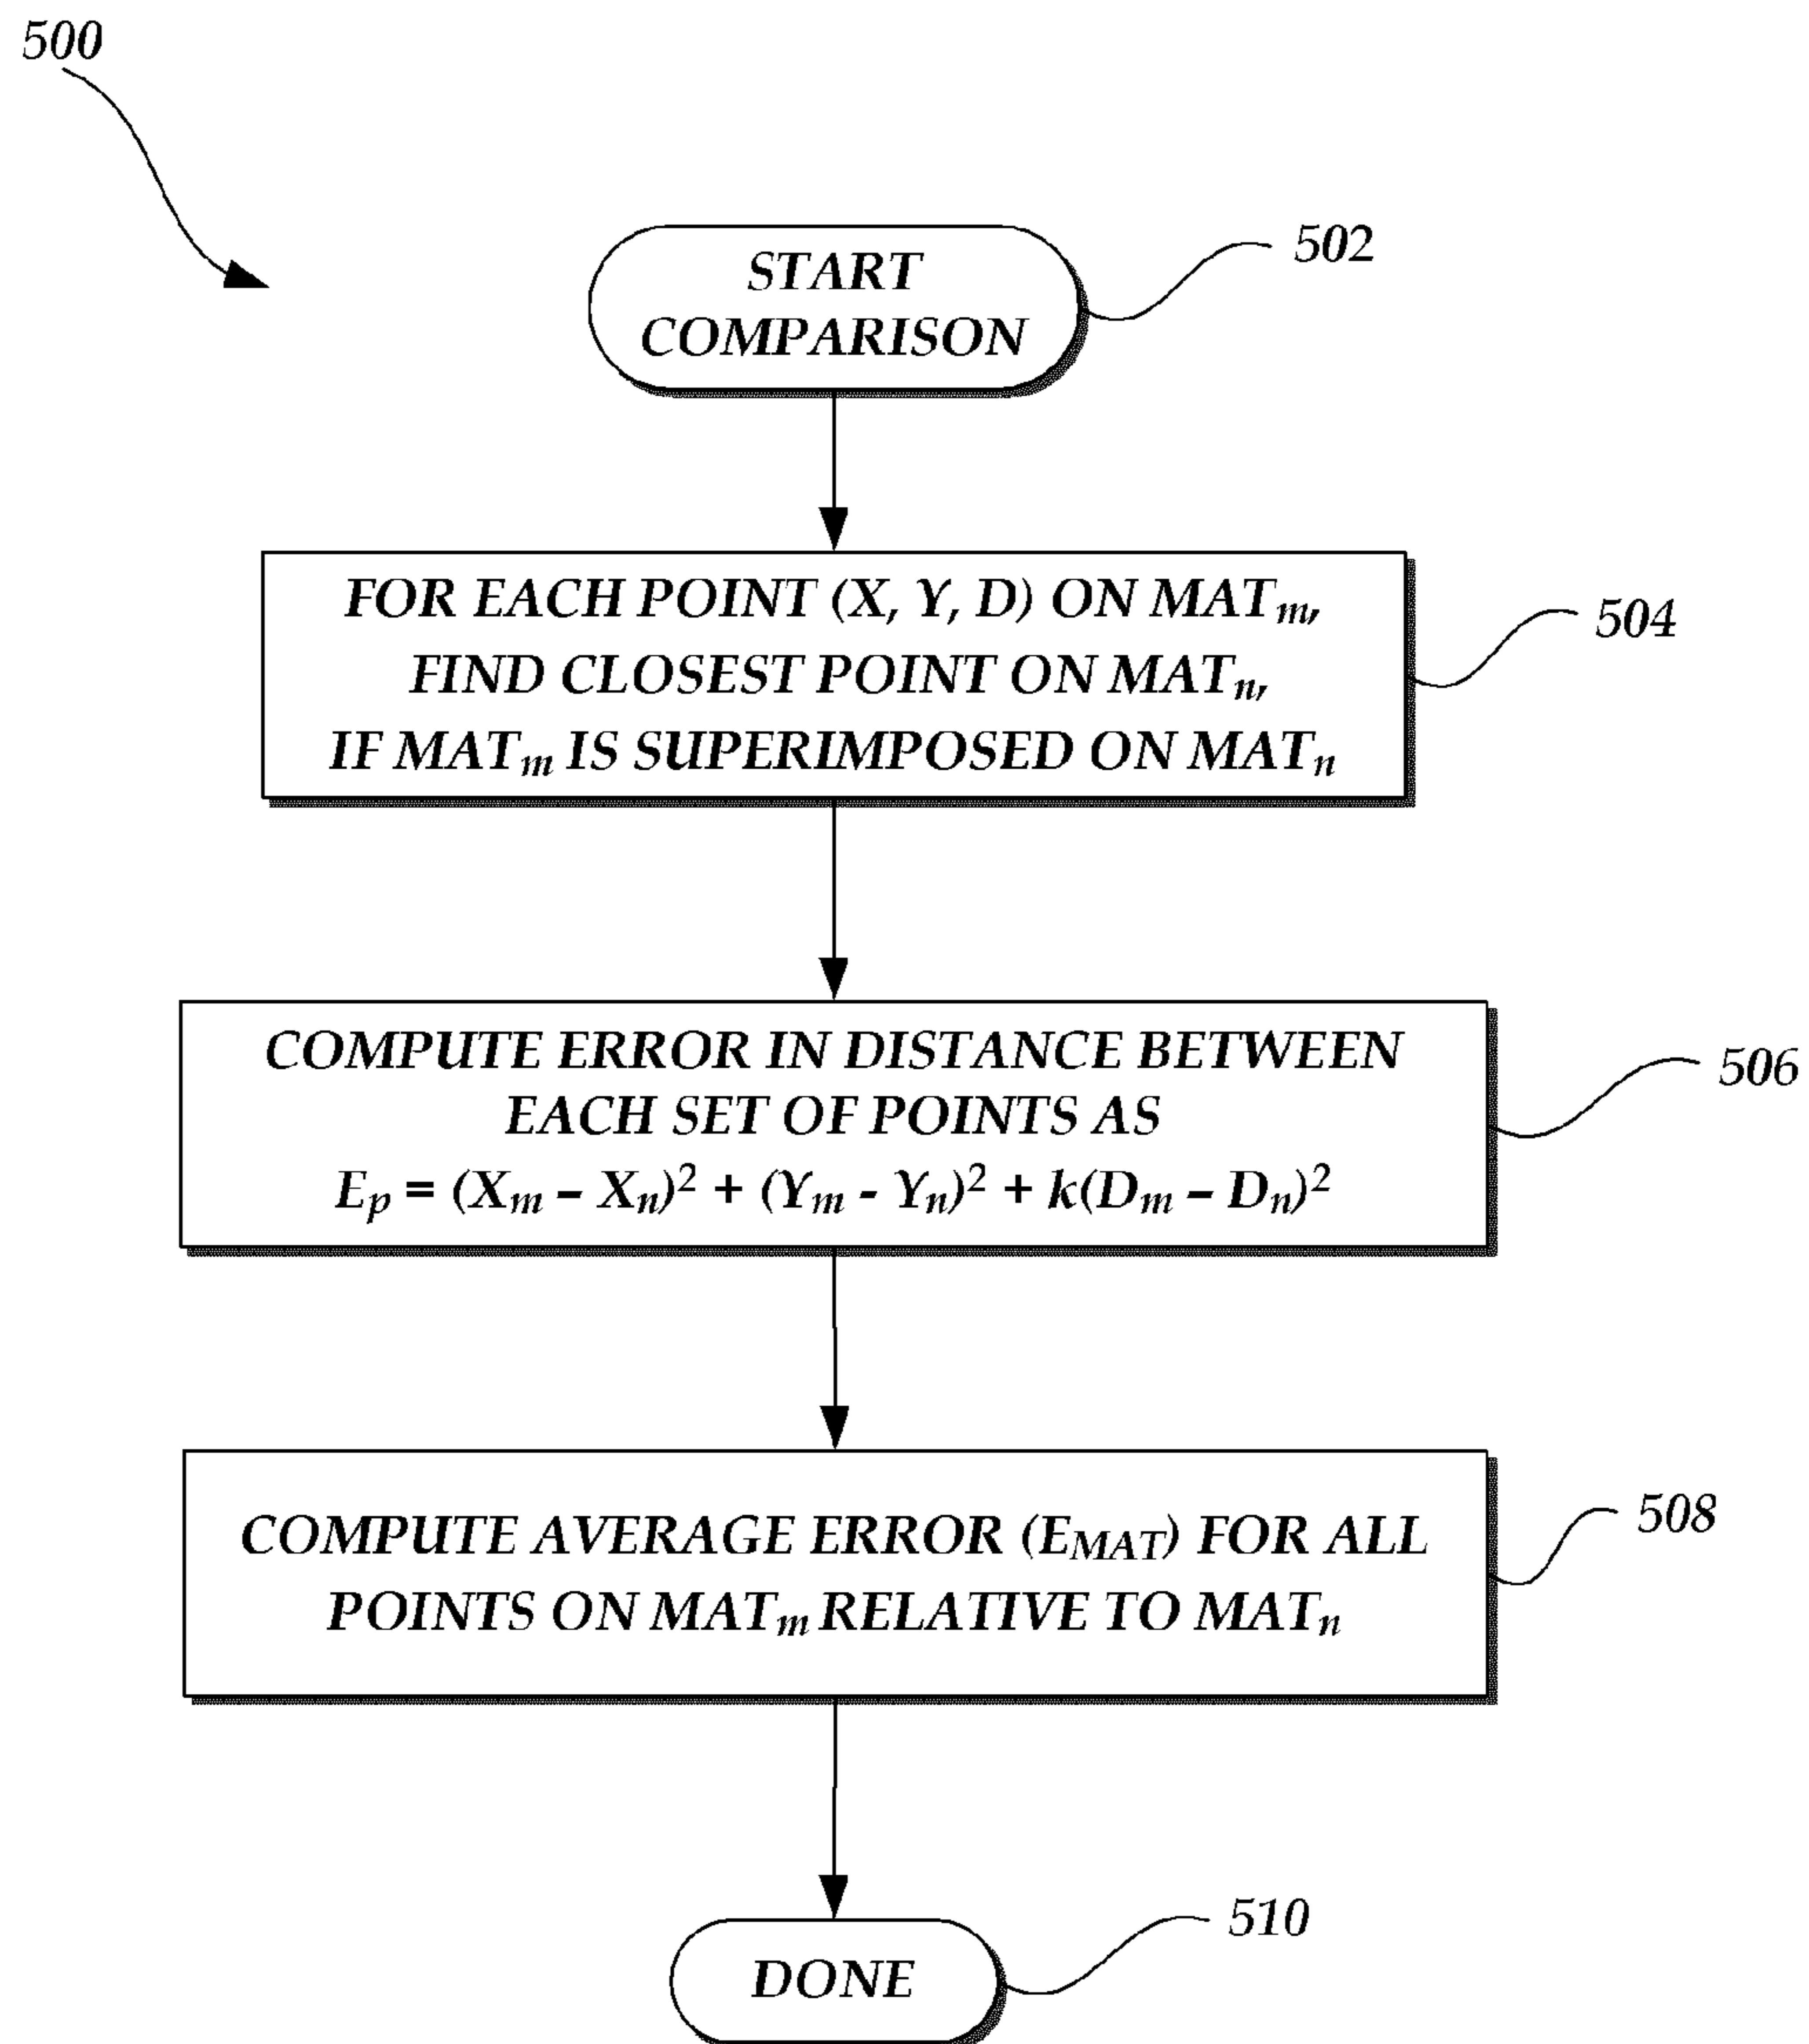 500
START
COMPARISON
502
FOR EACH POINT (X, Y, D) ON MATₘ,
FIND CLOSEST POINT ON MATₙ,
IF MATₘ IS SUPERIMPOSED ON MATₙ
504
COMPUTE ERROR IN DISTANCE BETWEEN
EACH SET OF POINTS AS
Eₚ = (Xₘ – Xₙ)² + (Yₘ - Yₙ)² + k(Dₘ – Dₙ)²
506
COMPUTE AVERAGE ERROR (E_MAT) FOR ALL
POINTS ON MATₘ RELATIVE TO MATₙ
508
DONE
510